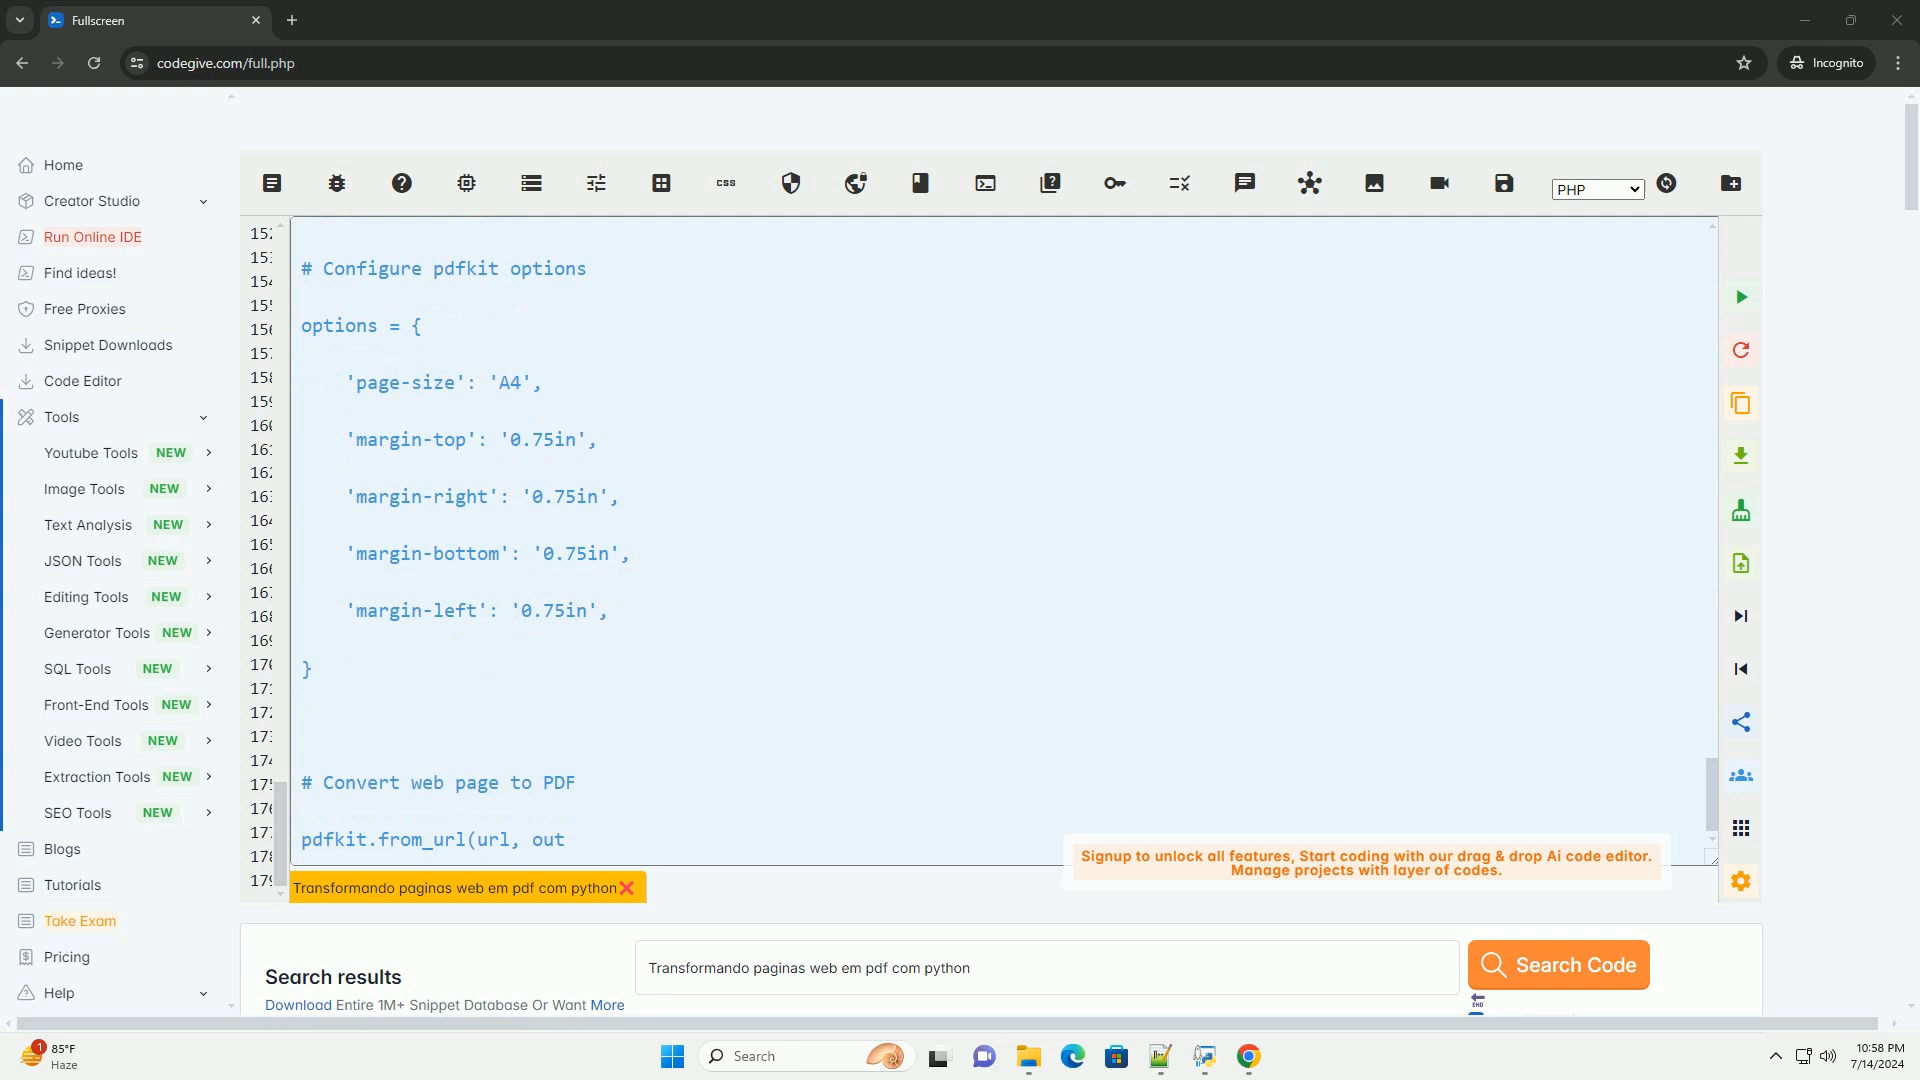 Fullscreen
codegive.com/full.php
Incognito
Home
Creator Studio
Run Online IDE
Find ideas!
Free Proxies
Snippet Downloads
Code Editor
Tools
Youtube Tools NEW
Image Tools NEW
Text Analysis NEW
JSON Tools NEW
Editing Tools NEW
Generator Tools NEW
SQL Tools NEW
Front-End Tools NEW
Video Tools NEW
Extraction Tools NEW
SEO Tools NEW
Blogs
Tutorials
Take Exam
Pricing
Help
CSS
PHP
# Configure pdfkit options
options = {
'page-size': 'A4',
'margin-top': '0.75in',
'margin-right': '0.75in',
'margin-bottom': '0.75in',
'margin-left': '0.75in',
}
# Convert web page to PDF
pdfkit.from_url(url, out
Signup to unlock all features, Start coding with our drag & drop Ai code editor.
Manage projects with layer of codes.
Transformando paginas web em pdf com python
Search results
Download Entire 1M+ Snippet Database Or Want More
Transformando paginas web em pdf com python
Search Code
END
1
85°F
Haze
Search
10:58 PM
7/14/2024